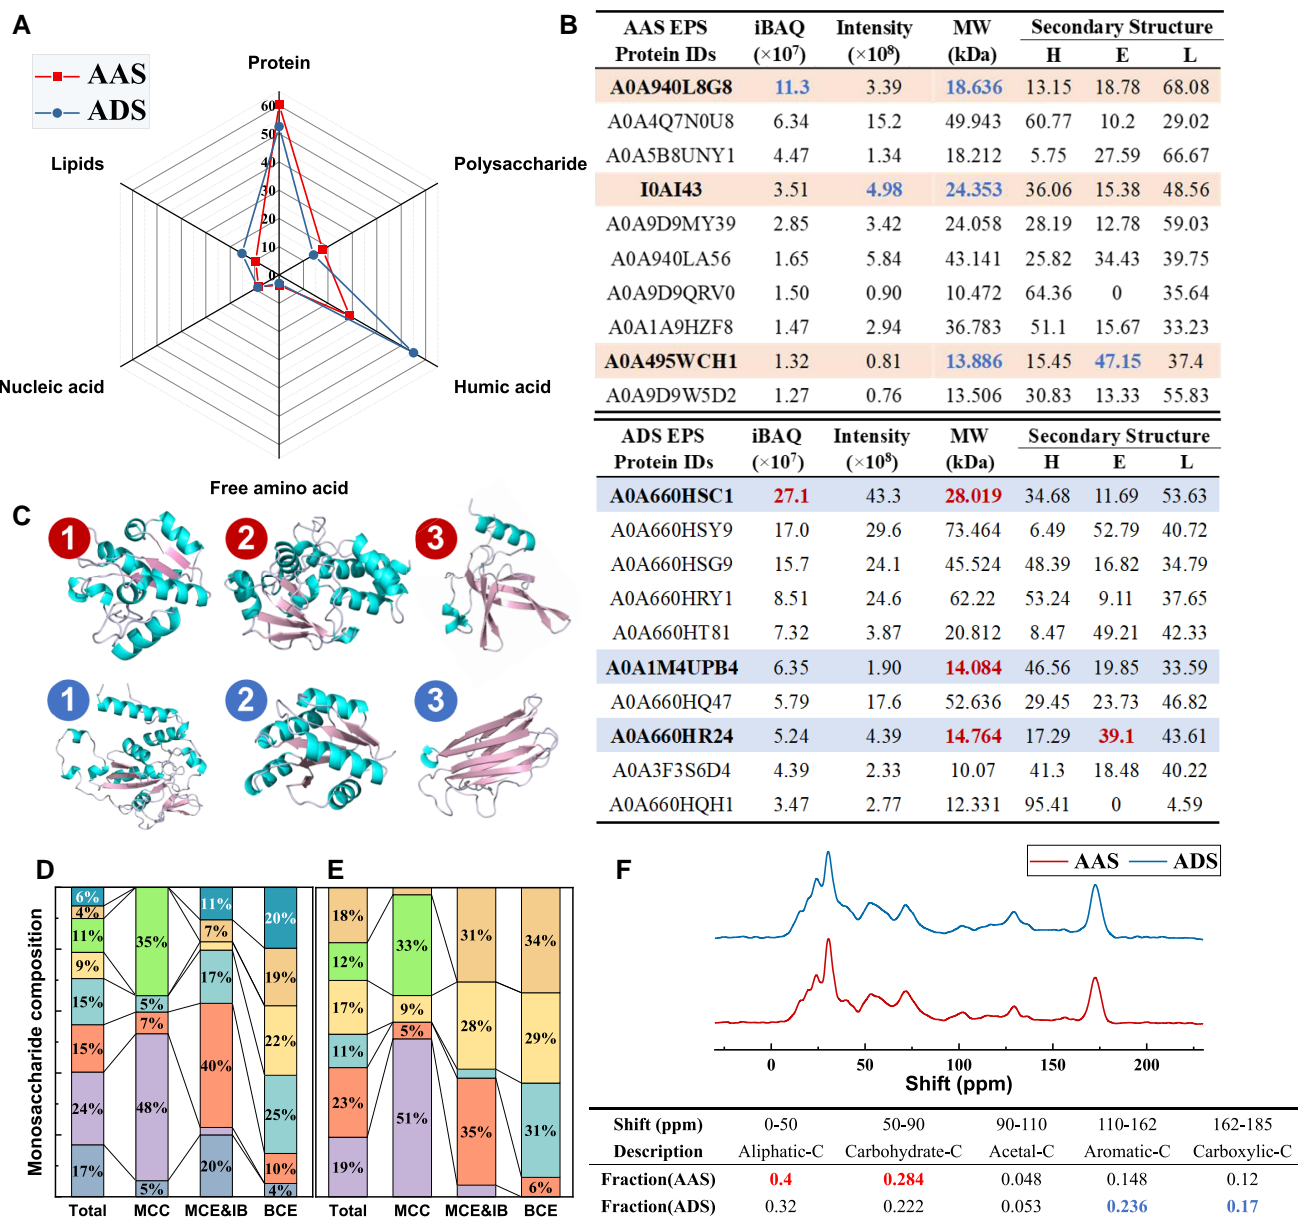 A
AAS
ADS
Protein
Polysaccharide
Humic acid
Free amino acid
Nucleic acid
Lipids
60
50
40
30
20
10
0
B
AAS EPS Protein IDs iBAQ (×10⁷) Intensity (×10⁸) MW (kDa) Secondary Structure
H E L
A0A940L8G8 11.3 3.39 18.636 13.15 18.78 68.08
A0A4Q7N0U8 6.34 15.2 49.943 60.77 10.2 29.02
A0A5B8UNY1 4.47 1.34 18.212 5.75 27.59 66.67
I0AI43 3.51 4.98 24.353 36.06 15.38 48.56
A0A9D9MY39 2.85 3.42 24.058 28.19 12.78 59.03
A0A940LA56 1.65 5.84 43.141 25.82 34.43 39.75
A0A9D9QRV0 1.50 0.90 10.472 64.36 0 35.64
A0A1A9HZF8 1.47 2.94 36.783 51.1 15.67 33.23
A0A495WCH1 1.32 0.81 13.886 15.45 47.15 37.4
A0A9D9W5D2 1.27 0.76 13.506 30.83 13.33 55.83
ADS EPS Protein IDs iBAQ (×10⁷) Intensity (×10⁸) MW (kDa) Secondary Structure
H E L
A0A660HSC1 27.1 43.3 28.019 34.68 11.69 53.63
A0A660HSY9 17.0 29.6 73.464 6.49 52.79 40.72
A0A660HSG9 15.7 24.1 45.524 48.39 16.82 34.79
A0A660HRY1 8.51 24.6 62.22 53.24 9.11 37.65
A0A660HT81 7.32 3.87 20.812 8.47 49.21 42.33
A0A1M4UPB4 6.35 1.90 14.084 46.56 19.85 33.59
A0A660HQ47 5.79 17.6 52.636 29.45 23.73 46.82
A0A660HR24 5.24 4.39 14.764 17.29 39.1 43.61
A0A3F3S6D4 4.39 2.33 10.07 41.3 18.48 40.22
A0A660HQH1 3.47 2.77 12.331 95.41 0 4.59
C
1 2 3
1 2 3
D
Monosaccharide composition
6%
4%
11%
9%
15%
15%
24%
17%
35%
5%
7%
48%
5%
11%
7%
17%
40%
20%
20%
19%
22%
25%
10%
4%
Total MCC MCE&IB BCE
E
18%
12%
17%
11%
23%
19%
33%
9%
5%
51%
31%
28%
35%
34%
29%
31%
6%
Total MCC MCE&IB BCE
F
AAS ADS
0 50 100 150 200
Shift (ppm)
Shift (ppm) 0-50 50-90 90-110 110-162 162-185
Description Aliphatic-C Carbohydrate-C Acetal-C Aromatic-C Carboxylic-C
Fraction(AAS) 0.4 0.284 0.048 0.148 0.12
Fraction(ADS) 0.32 0.222 0.053 0.236 0.17